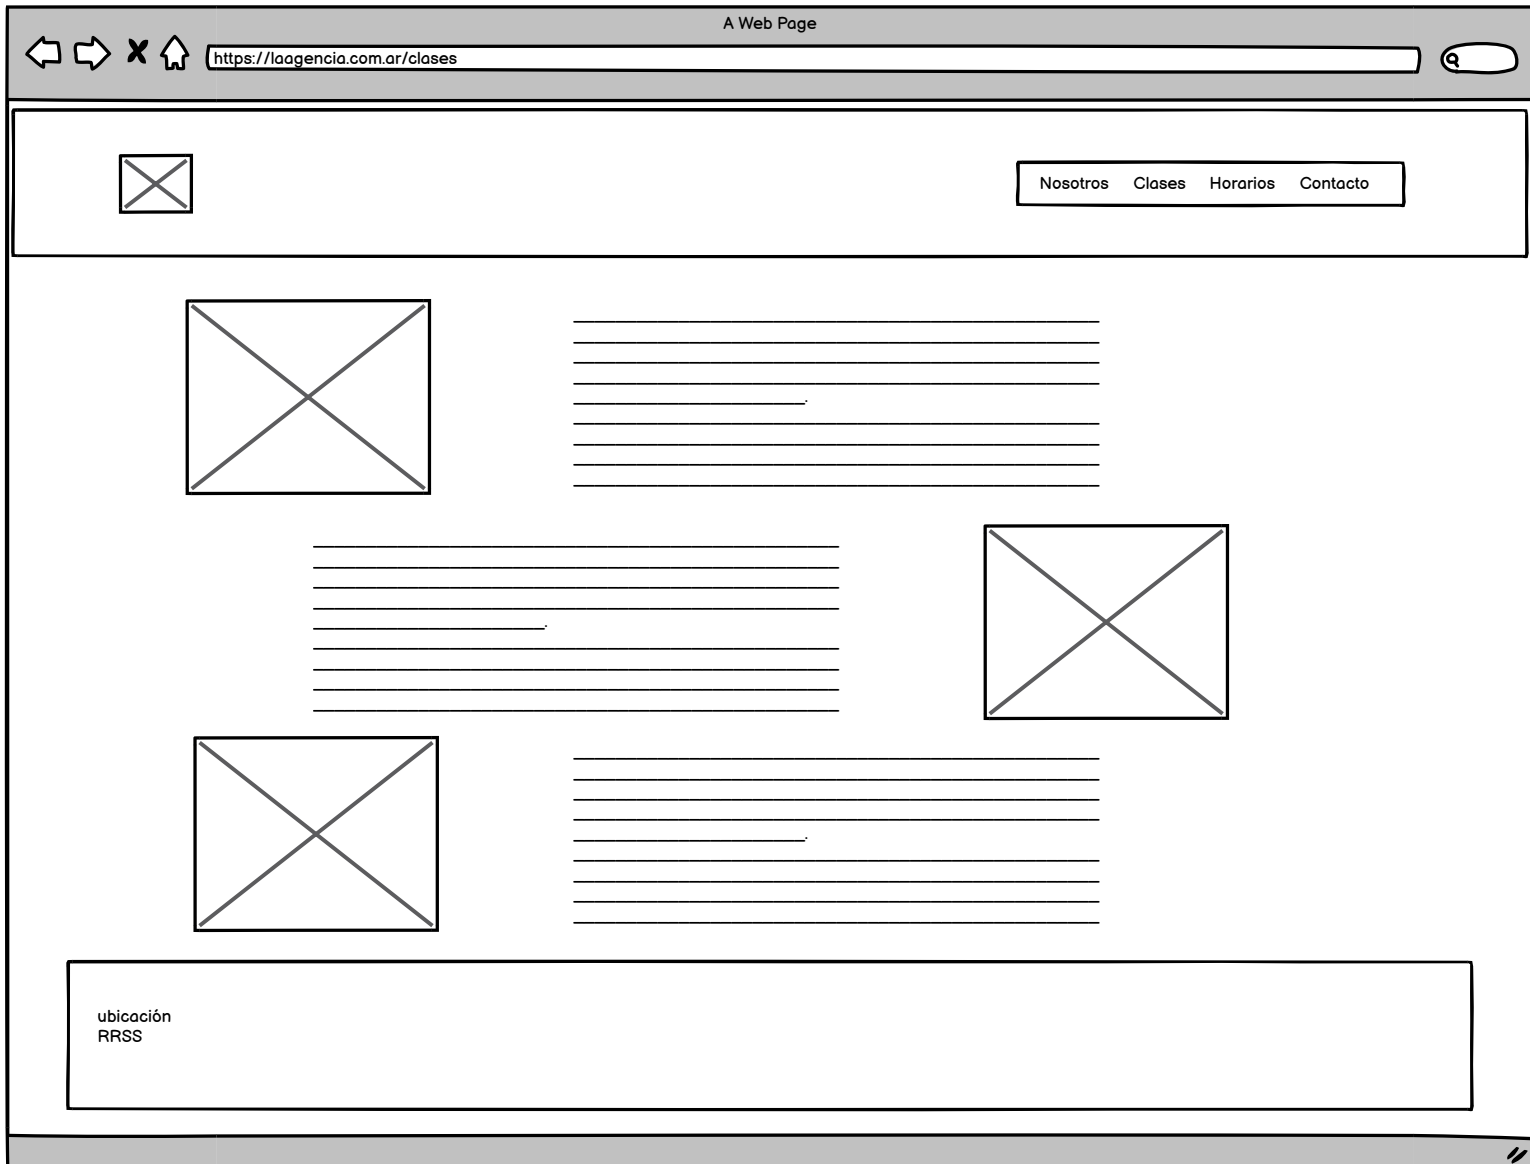 A Web Page
https://laagencia.com.ar/clases
Nosotros Clases Horarios Contacto
ubicación
RRSS